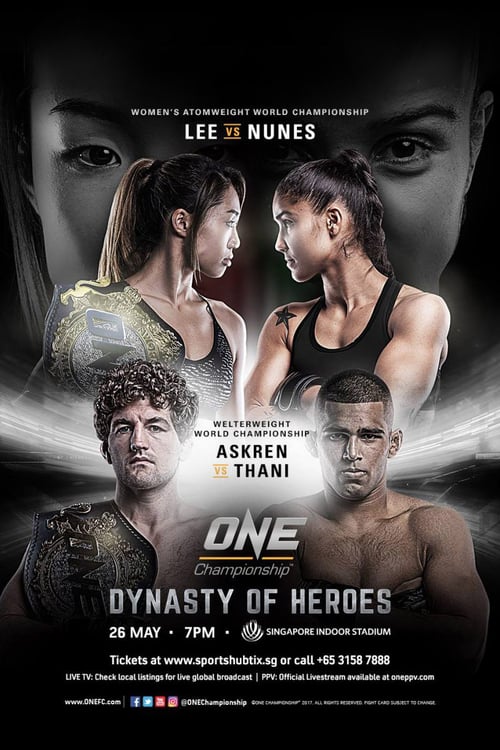 WOMEN'S ATOMWEIGHT WORLD CHAMPIONSHIP
LEE VS NUNES
WELTERWEIGHT
WORLD CHAMPIONSHIP
ASKREN
VS THANI
ONE
Championship™
DYNASTY OF HEROES
26 MAY · 7PM · SINGAPORE INDOOR STADIUM
Tickets at www.sportshubtix.sg or call +65 3158 7888
LIVE TV: Check local listings for live global broadcast | PPV: Official Livestream available at oneppv.com
www.ONEFC.com @ONEChampionship ©ONE CHAMPIONSHIP™ 2017. ALL RIGHTS RESERVED. FIGHT CARD SUBJECT TO CHANGE.